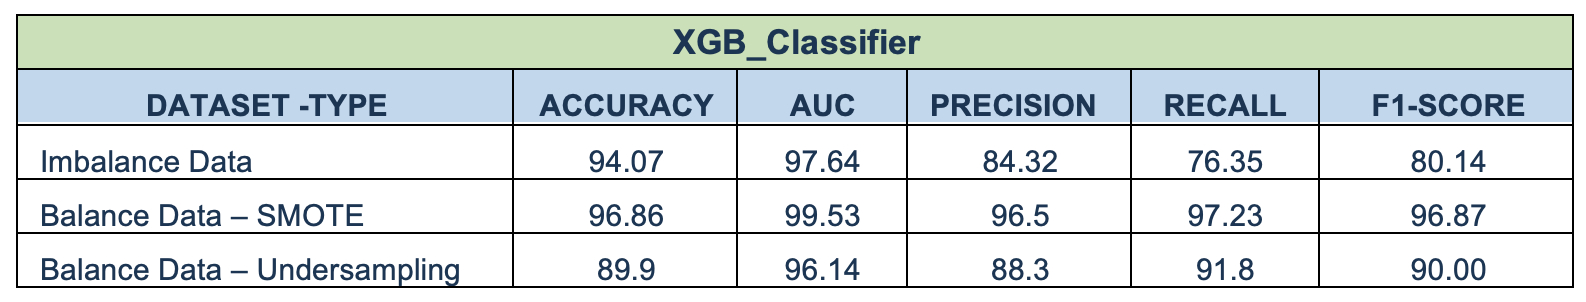 XGB_Classifier
DATASET -TYPE ACCURACY AUC PRECISION RECALL F1-SCORE
Imbalance Data 94.07 97.64 84.32 76.35 80.14
Balance Data – SMOTE 96.86 99.53 96.5 97.23 96.87
Balance Data – Undersampling 89.9 96.14 88.3 91.8 90.00